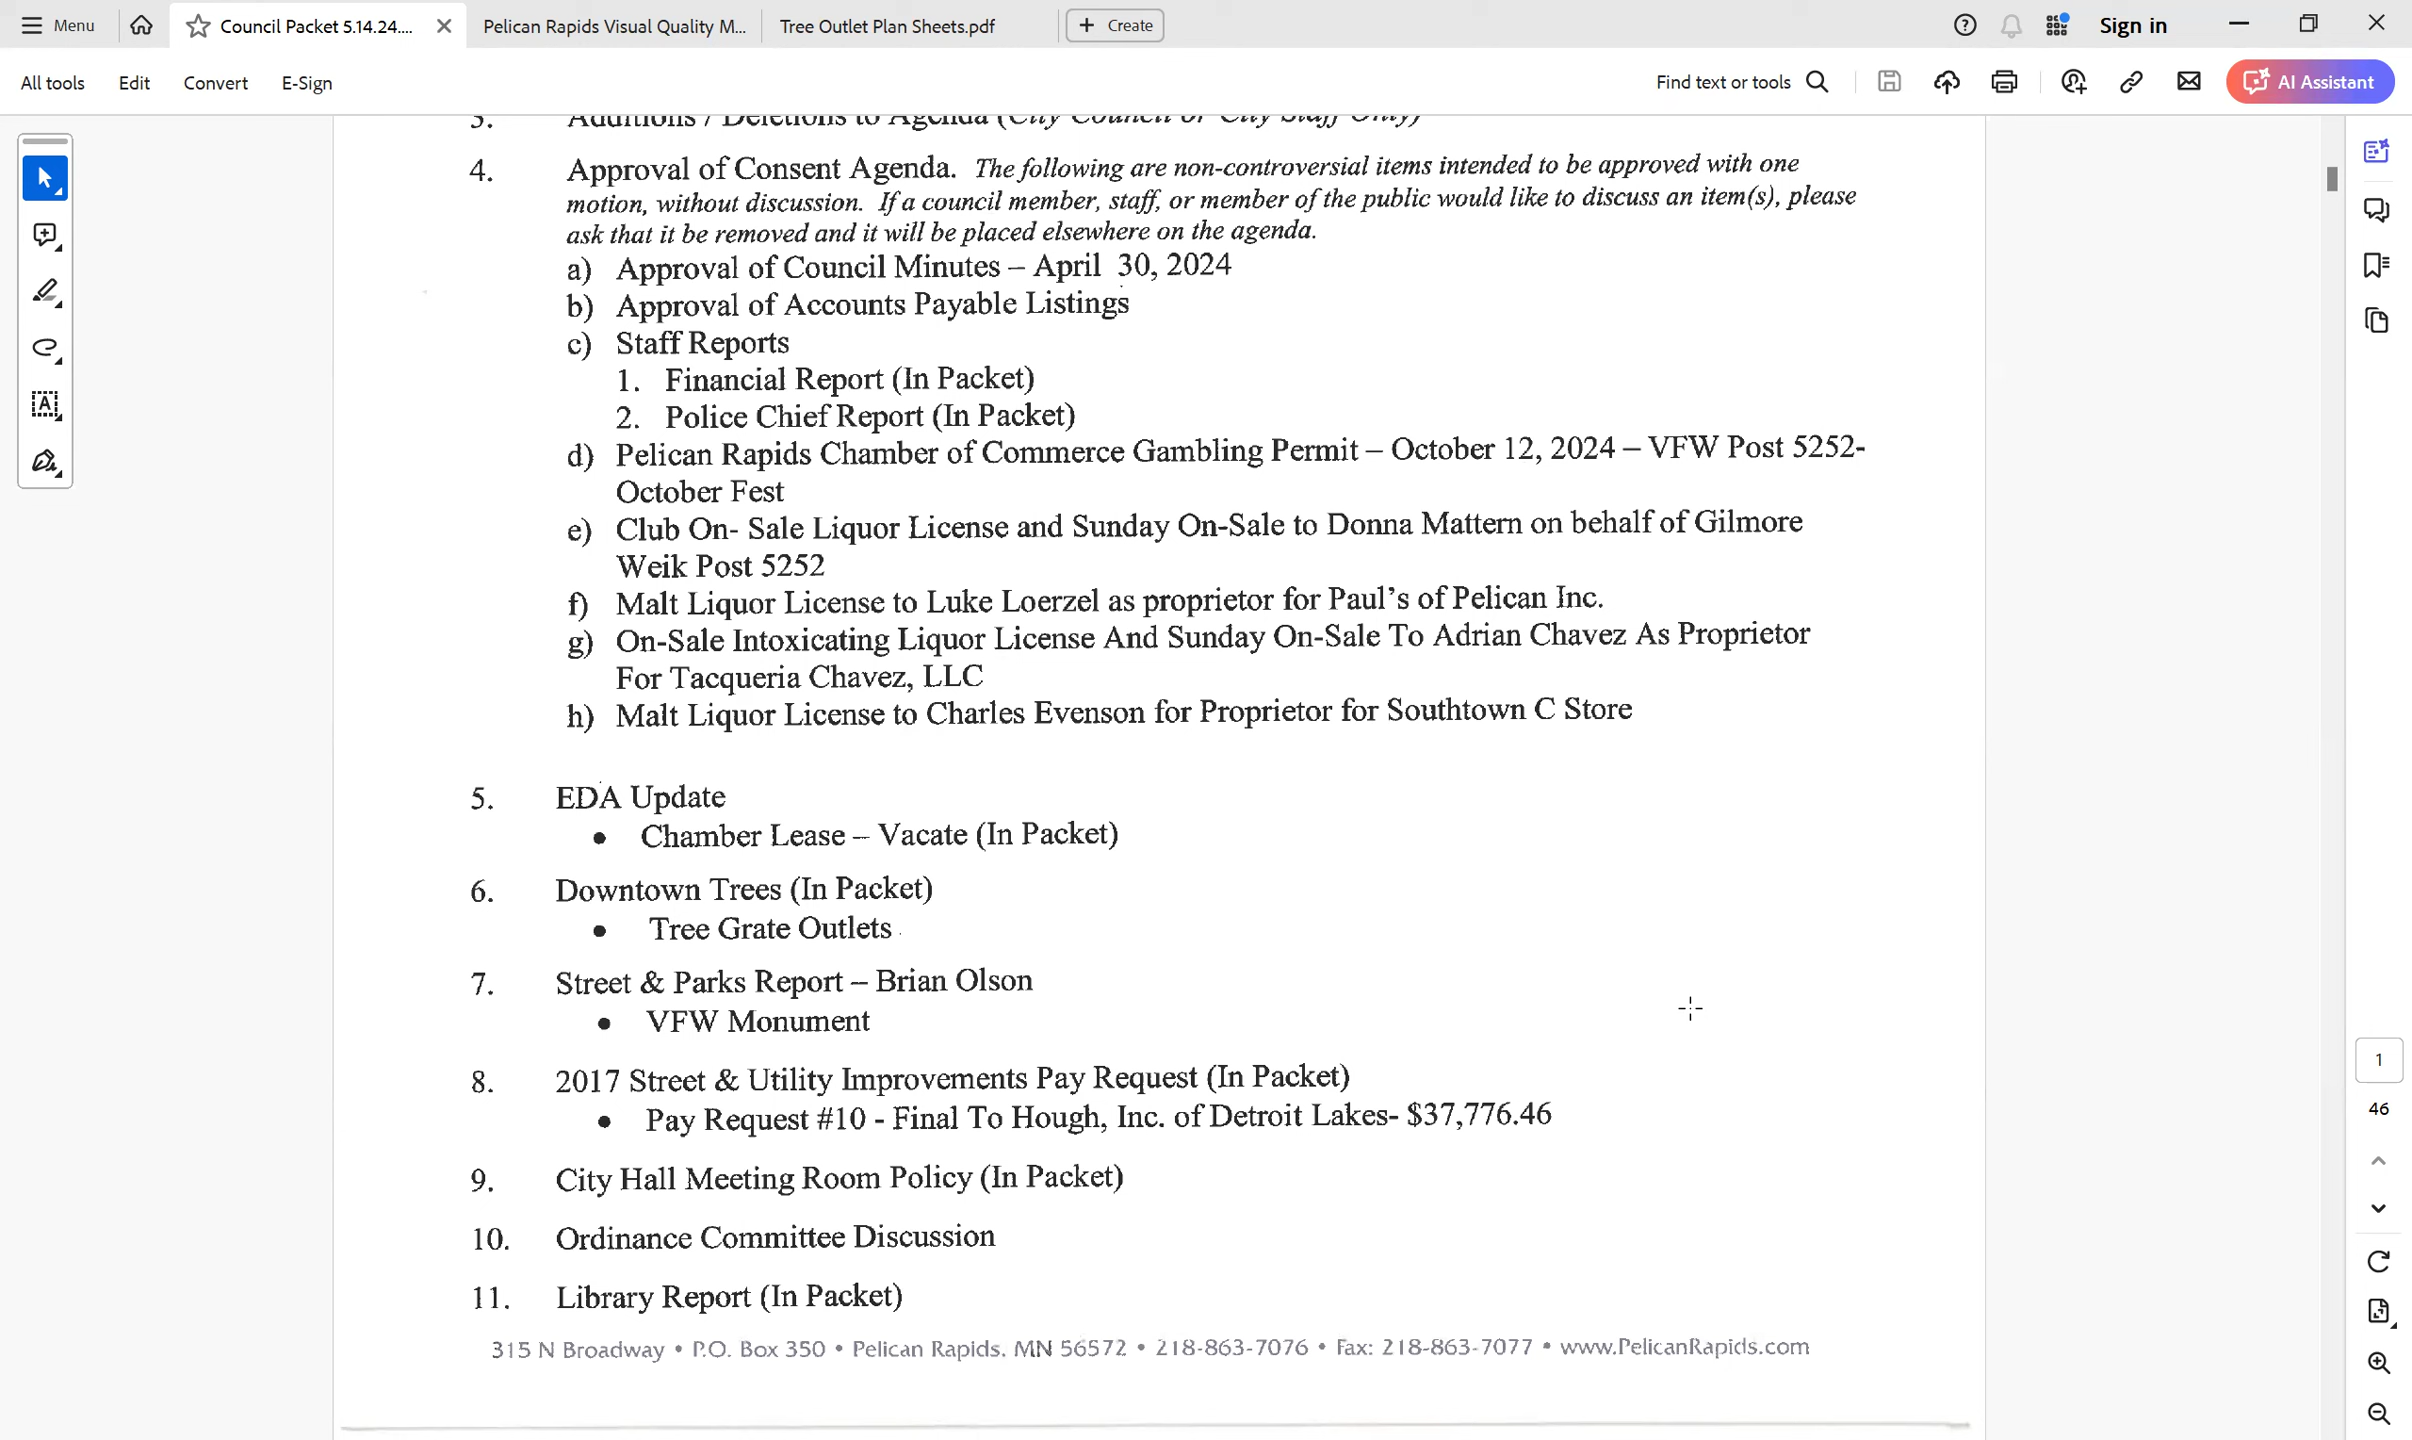 Menu
Council Packet 5.14.24....
Pelican Rapids Visual Quality M...
Tree Outlet Plan Sheets.pdf
Create
Sign in
All tools
Edit
Convert
E-Sign
Find text or tools
AI Assistant
3. Additions / Deletions to Agenda (City Council or City Staff Only)
4. Approval of Consent Agenda. The following are non-controversial items intended to be approved with one
motion, without discussion. If a council member, staff, or member of the public would like to discuss an item(s), please
ask that it be removed and it will be placed elsewhere on the agenda.
a) Approval of Council Minutes – April 30, 2024
b) Approval of Accounts Payable Listings
c) Staff Reports
1. Financial Report (In Packet)
2. Police Chief Report (In Packet)
d) Pelican Rapids Chamber of Commerce Gambling Permit – October 12, 2024 – VFW Post 5252-
October Fest
e) Club On- Sale Liquor License and Sunday On-Sale to Donna Mattern on behalf of Gilmore
Weik Post 5252
f) Malt Liquor License to Luke Loerzel as proprietor for Paul's of Pelican Inc.
g) On-Sale Intoxicating Liquor License And Sunday On-Sale To Adrian Chavez As Proprietor
For Tacqueria Chavez, LLC
h) Malt Liquor License to Charles Evenson for Proprietor for Southtown C Store
5. EDA Update
• Chamber Lease – Vacate (In Packet)
6. Downtown Trees (In Packet)
• Tree Grate Outlets
7. Street & Parks Report – Brian Olson
• VFW Monument
8. 2017 Street & Utility Improvements Pay Request (In Packet)
• Pay Request #10 - Final To Hough, Inc. of Detroit Lakes- $37,776.46
9. City Hall Meeting Room Policy (In Packet)
10. Ordinance Committee Discussion
11. Library Report (In Packet)
315 N Broadway • P.O. Box 350 • Pelican Rapids, MN 56572 • 218-863-7076 • Fax: 218-863-7077 • www.PelicanRapids.com
1
46